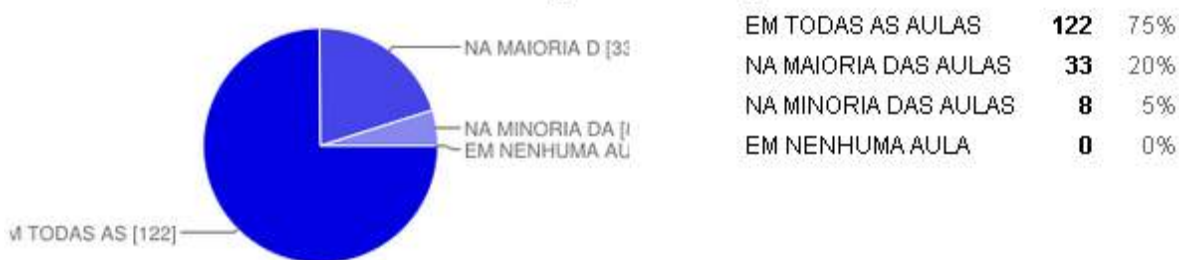 NA MAIORIA D [33
NA MINORIA DA [
EM NENHUMA AU
M TODAS AS [122]
EM TODAS AS AULAS 122 75%
NA MAIORIA DAS AULAS 33 20%
NA MINORIA DAS AULAS 8 5%
EM NENHUMA AULA 0 0%